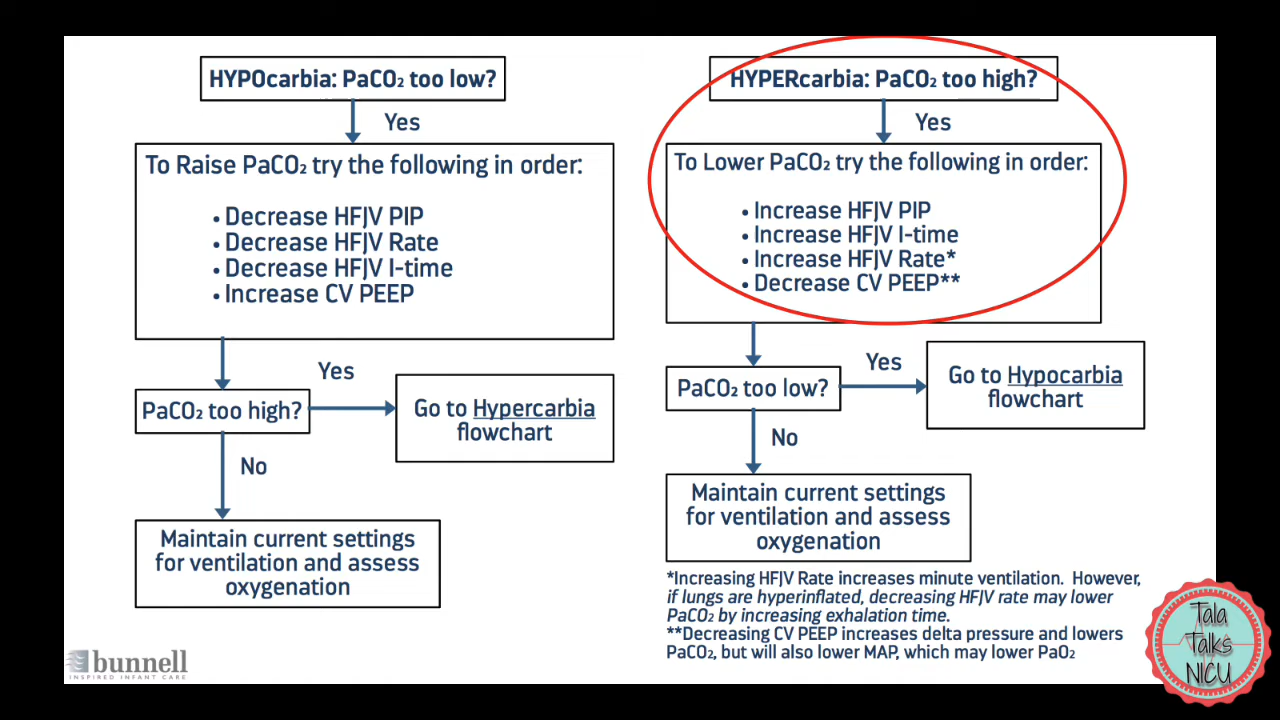 HYPOcarbia: PaCO₂ too low?
Yes
To Raise PaCO₂ try the following in order:
• Decrease HFJV PIP
• Decrease HFJV Rate
• Decrease HFJV I-time
• Increase CV PEEP
Yes
PaCO₂ too high?
Go to Hypercarbia
flowchart
No
Maintain current settings
for ventilation and assess
oxygenation
HYPERcarbia: PaCO₂ too high?
Yes
To Lower PaCO₂ try the following in order:
• Increase HFJV PIP
• Increase HFJV I-time
• Increase HFJV Rate*
• Decrease CV PEEP**
Yes
PaCO₂ too low?
Go to Hypocarbia
flowchart
No
Maintain current settings
for ventilation and assess
oxygenation
*Increasing HFJV Rate increases minute ventilation. However,
if lungs are hyperinflated, decreasing HFJV rate may lower
PaCO₂ by increasing exhalation time.
**Decreasing CV PEEP increases delta pressure and lowers
PaCO₂, but will also lower MAP, which may lower PaO₂
bunnell
INSPIRED INFANT CARE
Tala
Talks
NICU